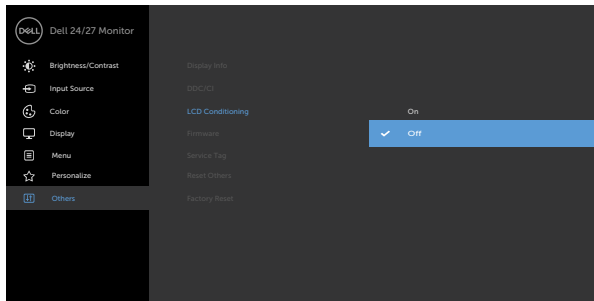 DELL Dell 24/27 Monitor
Brightness/Contrast Display Info
Input Source DDC/CI
Color LCD Conditioning On
Display Firmware Off
Menu Service Tag
Personalize Reset Others
Others Factory Reset